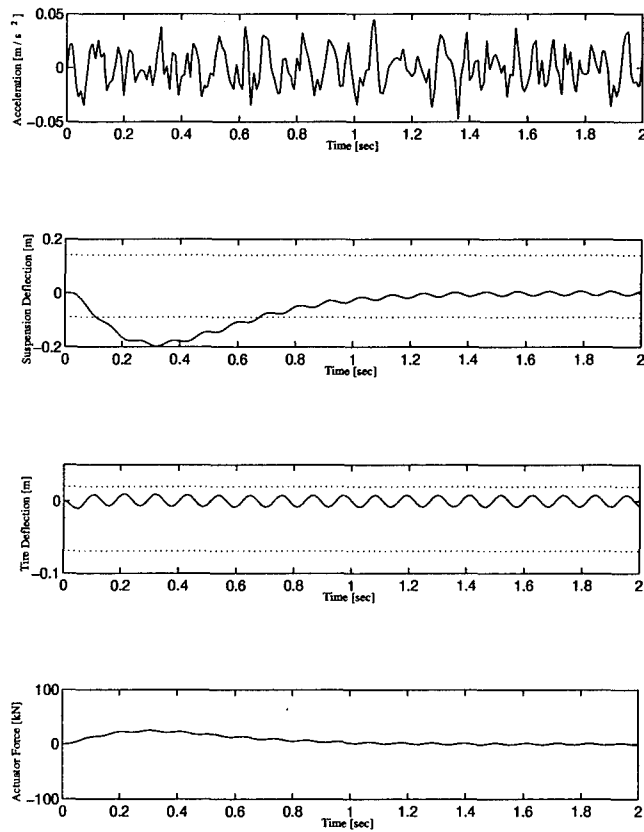 0.05
Acceleration [m / s 2 ]
0
-0.05
0 0.2 0.4 0.6 0.8 1 1.2 1.4 1.6 1.8 2
Time [sec]
0.2
Suspension Deflection [m]
0
-0.2
0 0.2 0.4 0.6 0.8 1 1.2 1.4 1.6 1.8 2
Time [sec]
Tire Deflection [m]
0
-0.1
0 0.2 0.4 0.6 0.8 1 1.2 1.4 1.6 1.8 2
Time [sec]
100
Actuator Force [kN]
0
-100
0 0.2 0.4 0.6 0.8 1 1.2 1.4 1.6 1.8 2
Time [sec]